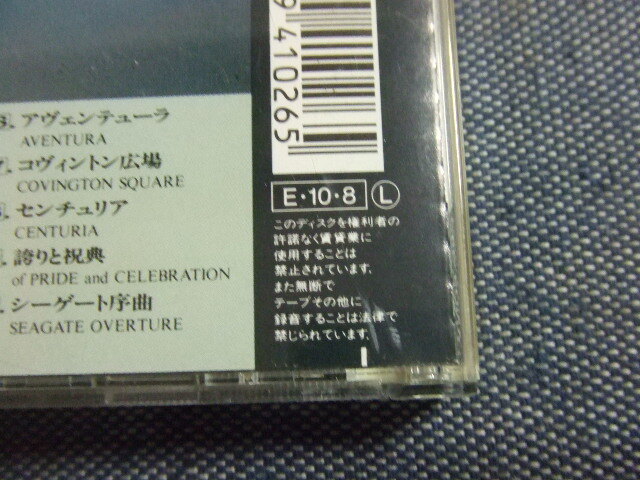 9 410265
6. アヴェンテューラ
AVENTURA
7. コヴィントン広場
COVINGTON SQUARE
8. センチュリア
CENTURIA
. 誇りと祝典
of PRIDE and CELEBRATION
. シーゲート序曲
SEAGATE OVERTURE
E・10・8 Ⓛ
このディスクを権利者の
許諾なく賃貸業に
使用することは
禁止されています。
また無断で
テープその他に
録音することは法律で
禁じられています。